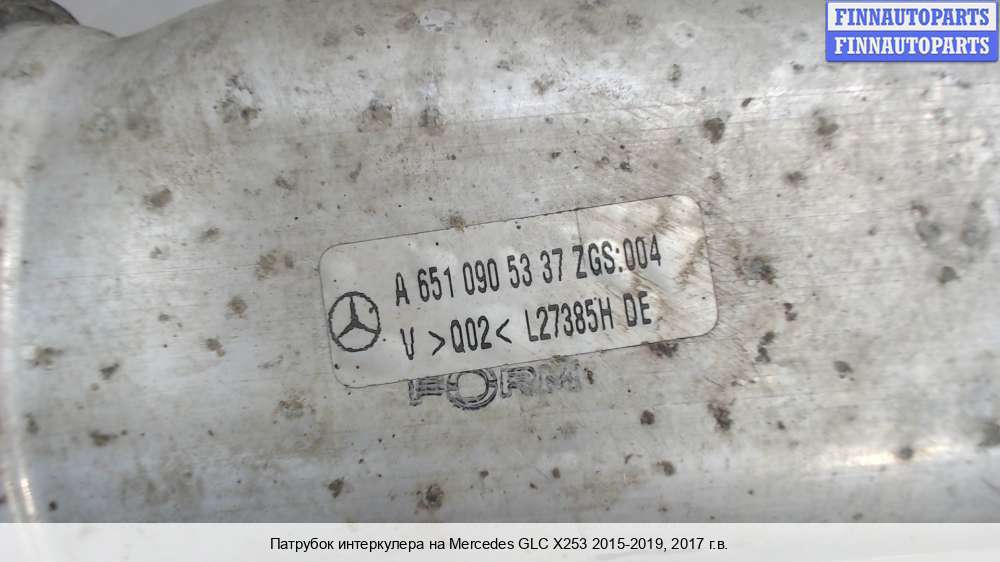 FINNAUTOPARTS
FINNAUTOPARTS
A 651 090 53 37 ZGS:004
V >Q02< L27385H DE
FORM
Патрубок интеркулера на Mercedes GLC X253 2015-2019, 2017 г.в.